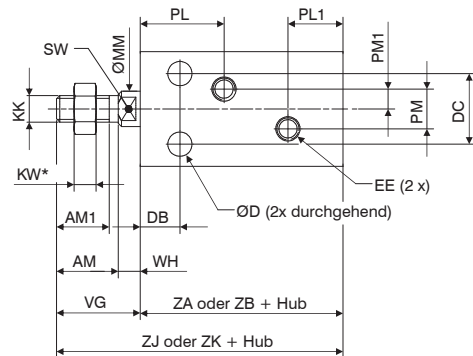 PL
PL1
SW
ØMM
PM1
KK
PM
DC
KW*
EE (2 x)
AM1
DB
ØD (2x durchgehend)
AM
WH
VG
ZA oder ZB + Hub
ZJ oder ZK + Hub